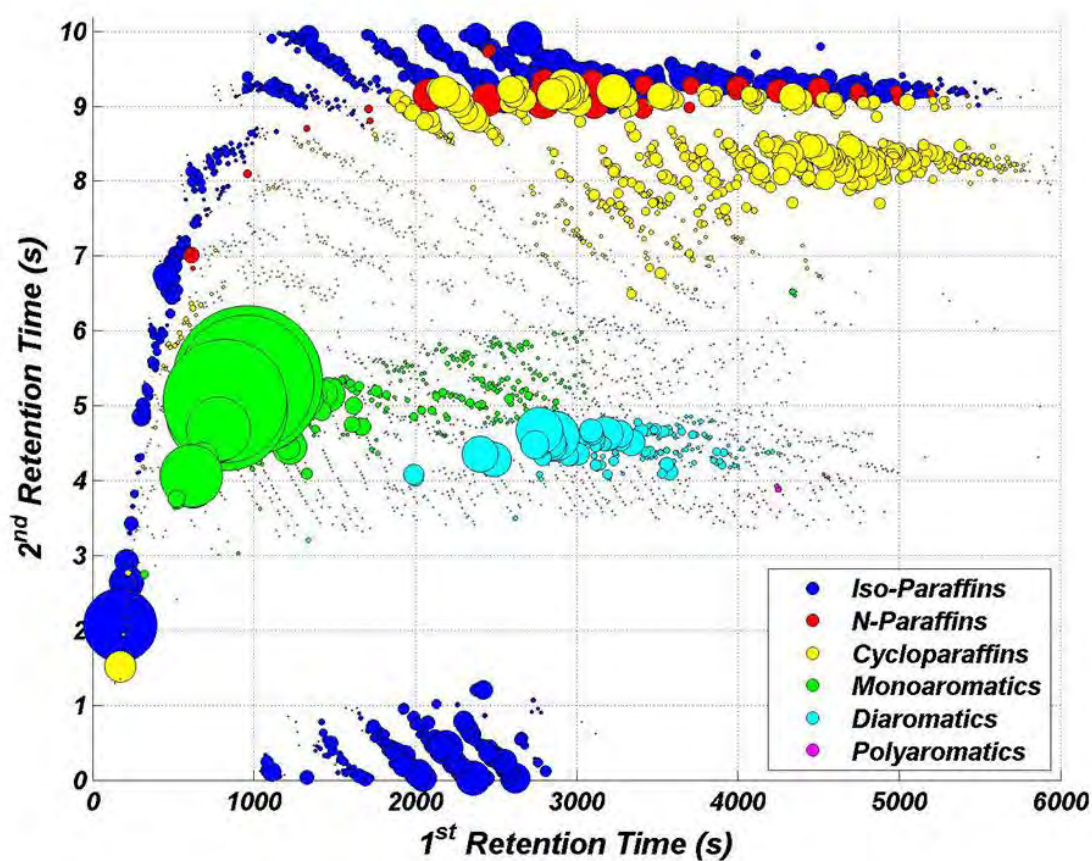 10
9
8
7
6
5
4
3
2
1
0
2nd Retention Time (s)
0 1000 2000 3000 4000 5000 6000
1st Retention Time (s)
Iso-Paraffins
N-Paraffins
Cycloparaffins
Monoaromatics
Diaromatics
Polyaromatics